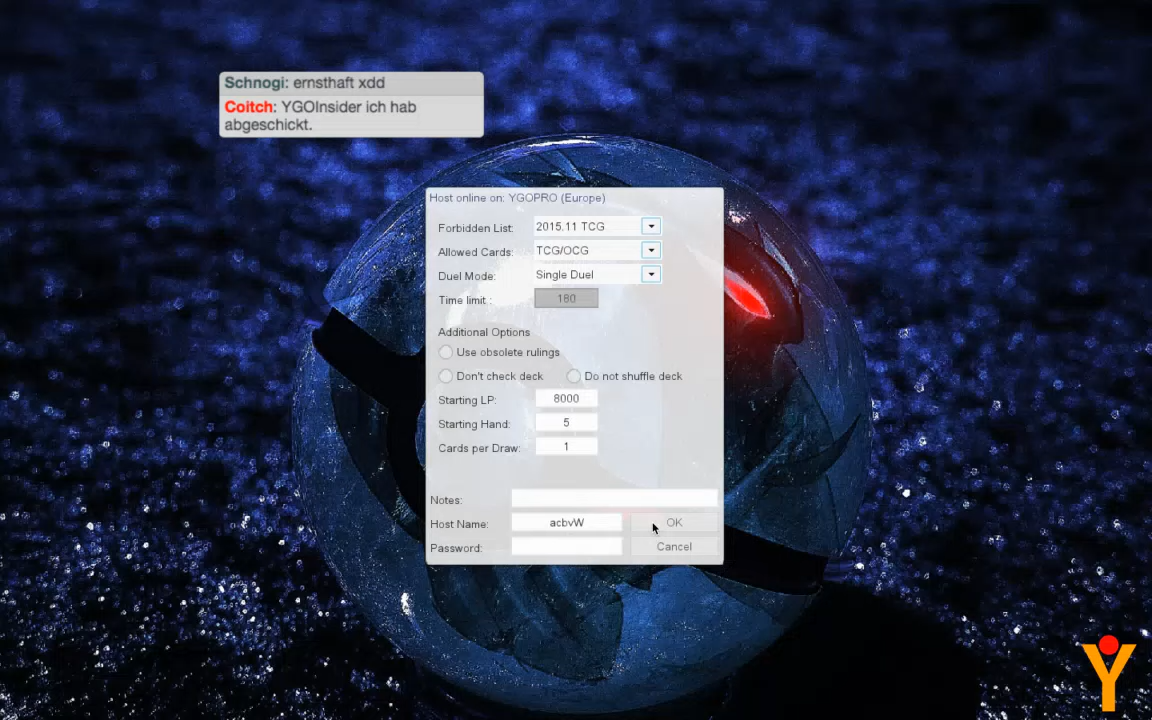 Schnogi: ernsthaft xdd
Coitch: YGOInsider ich hab
abgeschickt.
Host online on: YGOPRO (Europe)
Forbidden List: 2015.11 TCG
Allowed Cards: TCG/OCG
Duel Mode: Single Duel
Time limit : 180
Additional Options
Use obsolete rulings
Don't check deck Do not shuffle deck
Starting LP: 8000
Starting Hand: 5
Cards per Draw: 1
Notes:
Host Name: acbvW OK
Password: Cancel
Y